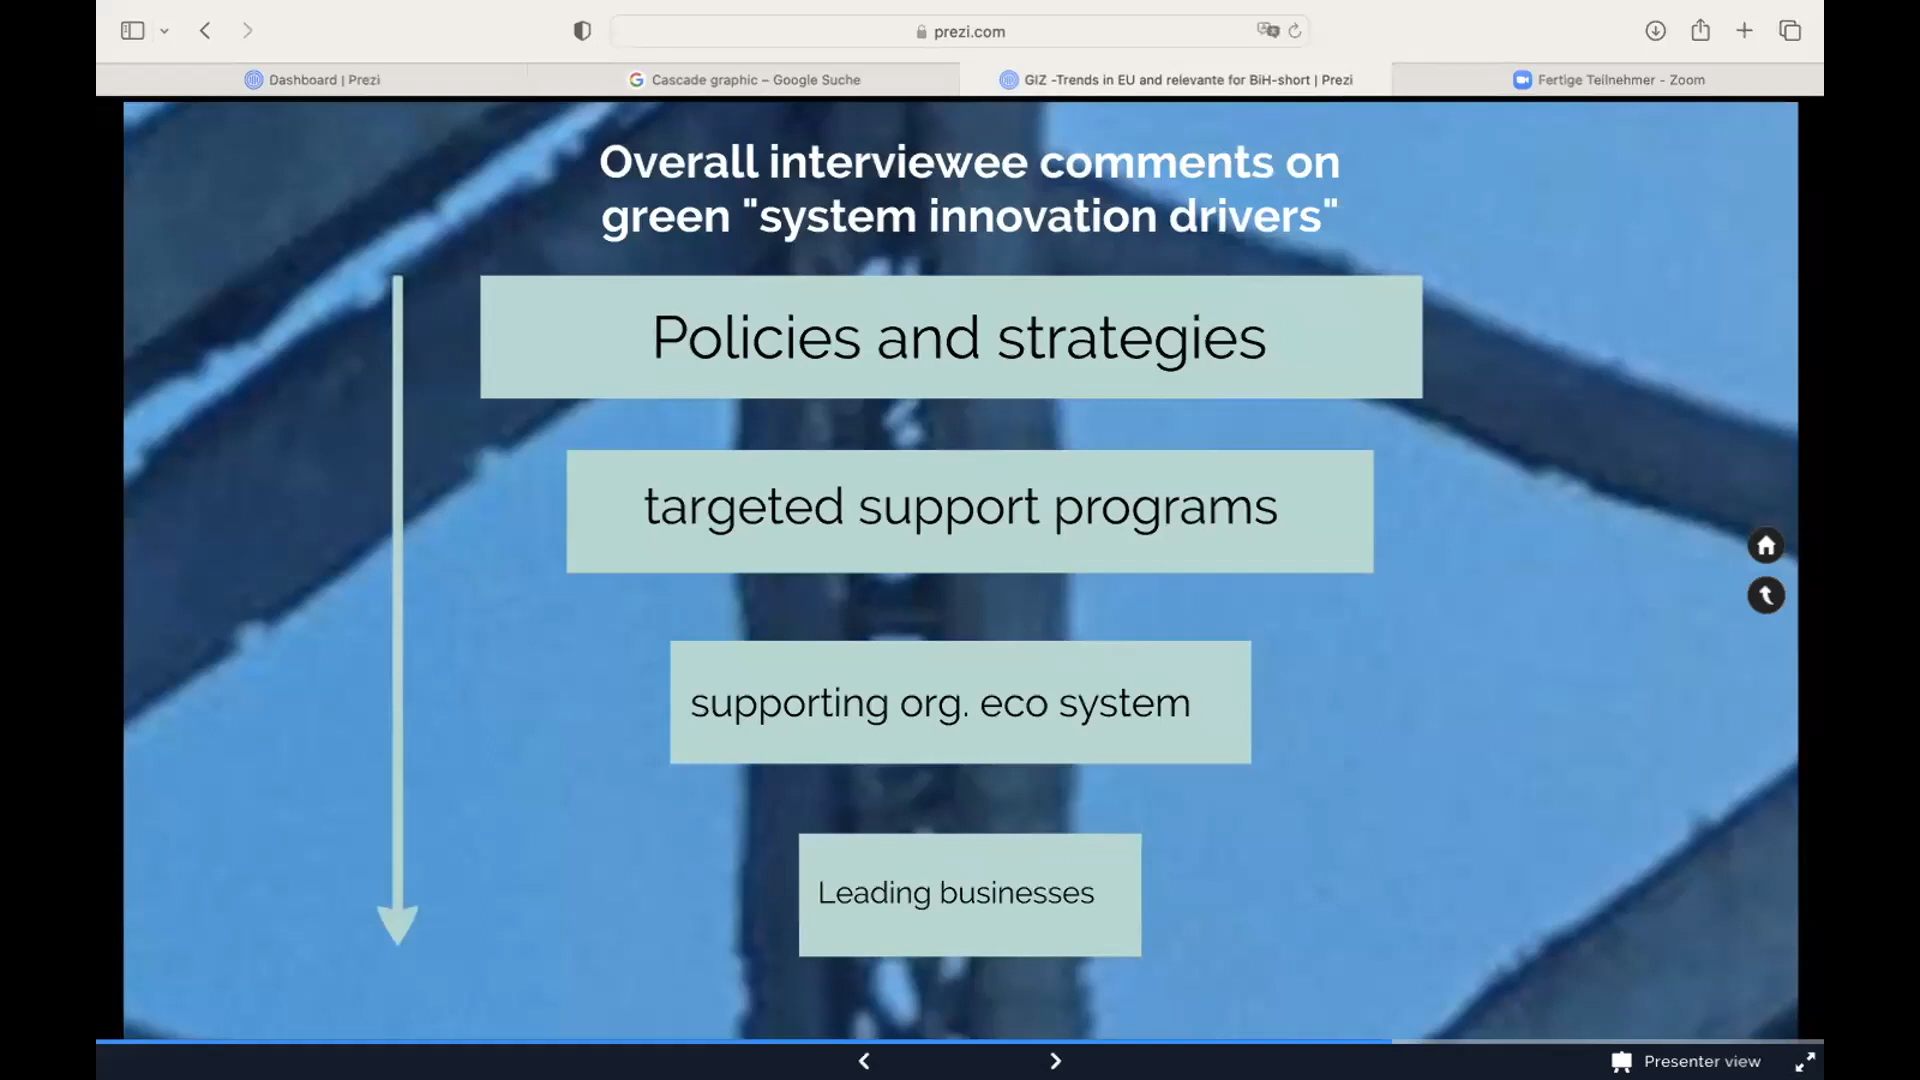 prezi.com
Dashboard | Prezi
Cascade graphic – Google Suche
GIZ -Trends in EU and relevante for BiH-short | Prezi
Fertige Teilnehmer - Zoom
Overall interviewee comments on
green "system innovation drivers"
Policies and strategies
targeted support programs
supporting org. eco system
Leading businesses
Presenter view